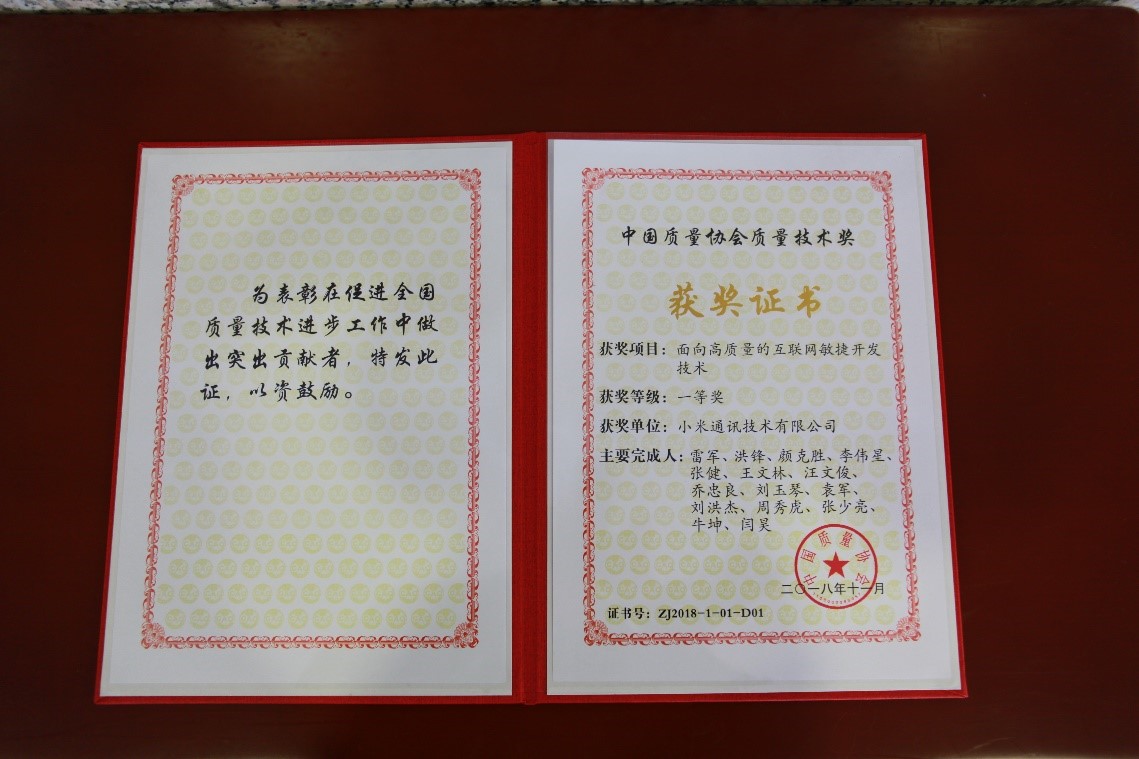 为表彰在促进全国
质量技术进步工作中做
出突出贡献者，特发此
证，以资鼓励。
中国质量协会质量技术奖
获奖证书
获奖项目：面向高质量的互联网敏捷开发
技术
获奖等级：一等奖
获奖单位：小米通讯技术有限公司
主要完成人：雷军、洪锋、颜克胜、李伟星、
张健、王文林、汪文俊、
乔忠良、刘玉琴、袁军、
刘洪杰、周秀虎、张少亮、
牛坤、闫昊
中国质量协会
二〇一八年十一月
证书号：ZJ2018-1-01-D01